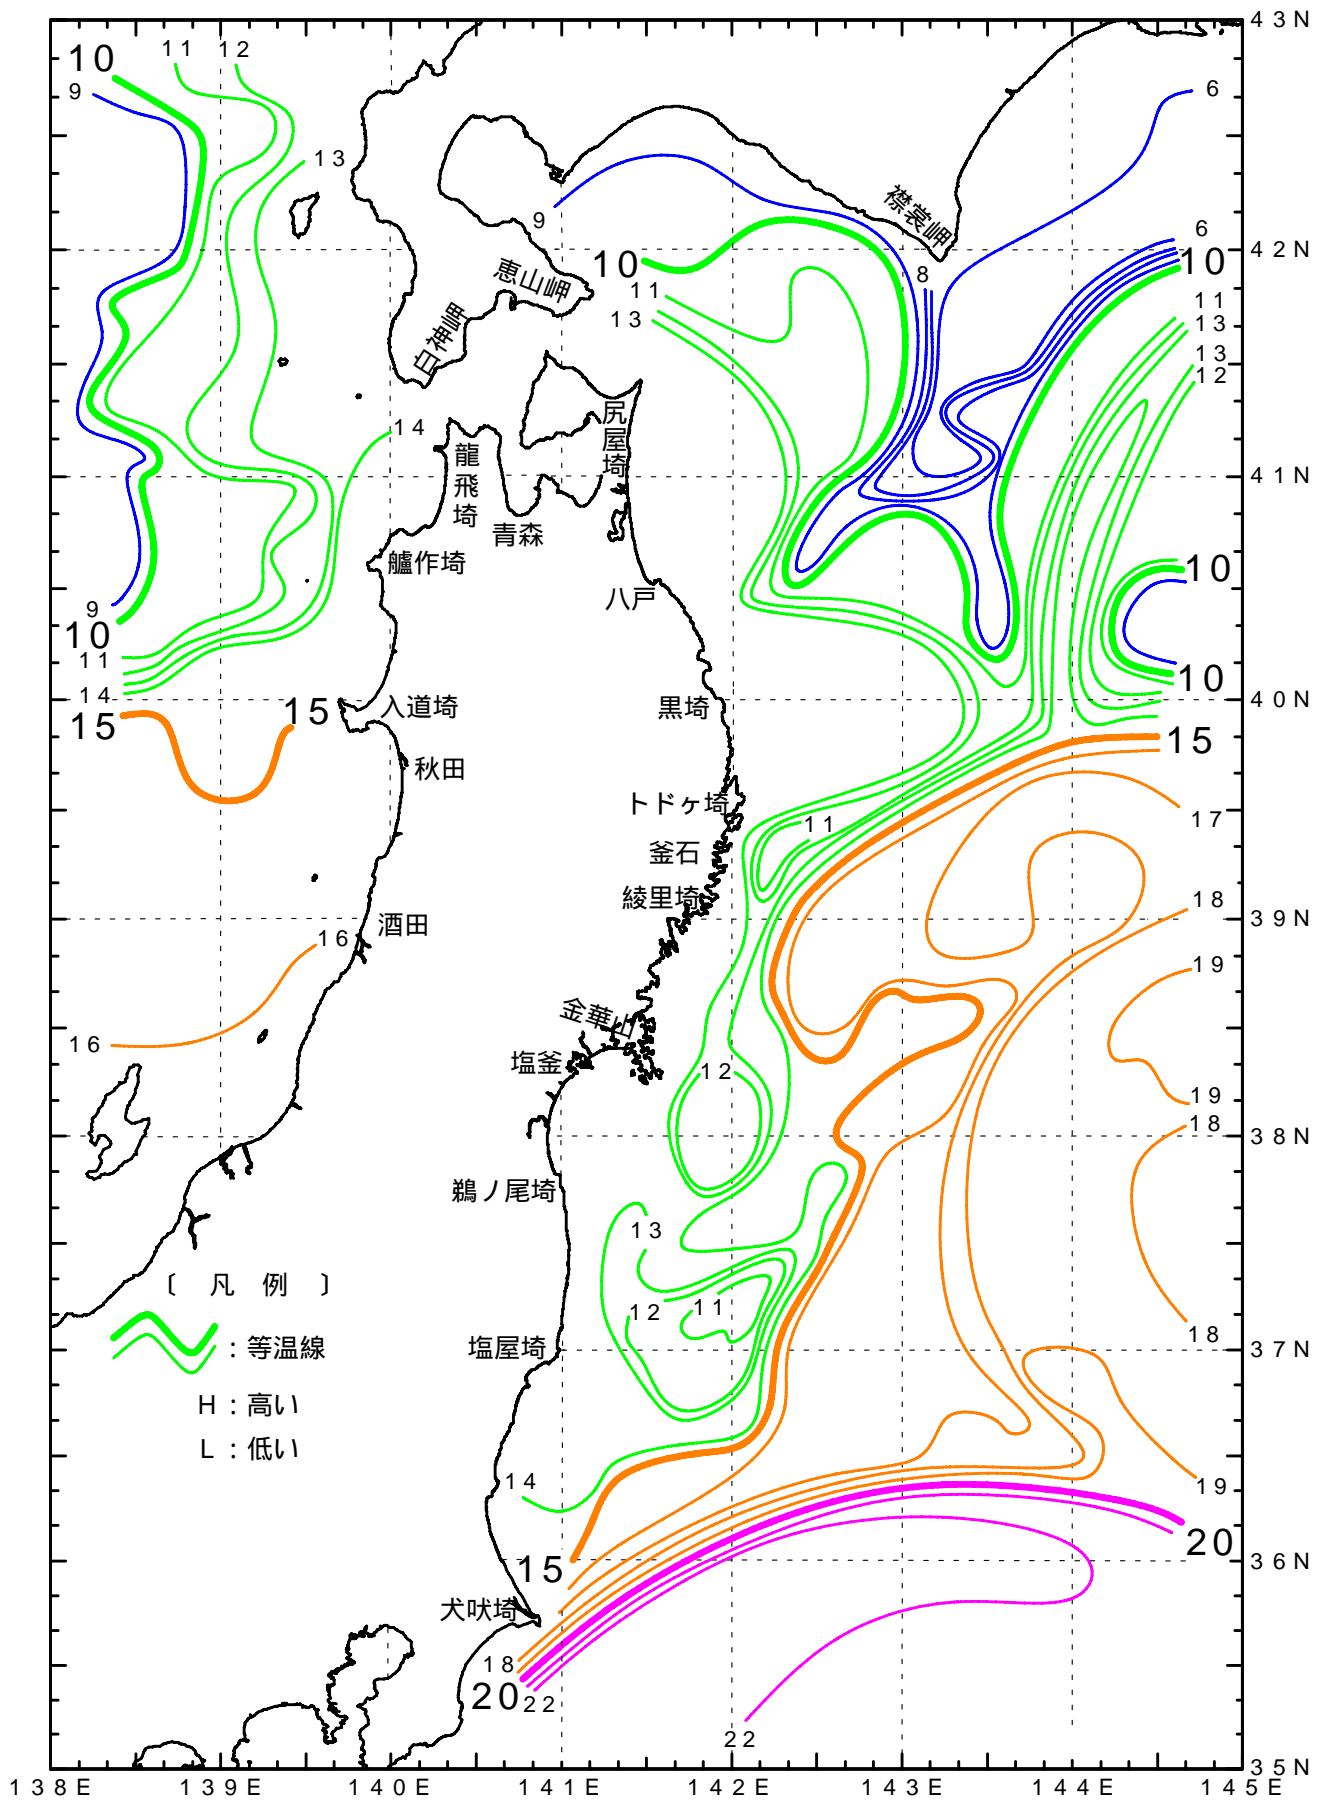 43N
11 12
10
9
6
13
襟裳岬
9
6
42N
10
恵山岬
10
8
11
11
13
白神岬
13
13
12
尻屋埼
14
龍飛埼
41N
青森
艫作埼
10
八戸
9
10
11
10
14
40N
15
15
入道埼
黒埼
15
秋田
トドヶ埼
17
11
釜石
綾里埼
18
39N
酒田
16
19
金華山
16
塩釜
12
19
18
38N
鵜ノ尾埼
13
〔 凡 例 〕
12
11
18
:等温線
塩屋埼
37N
H:高い
L:低い
14
19
20
15
36N
犬吠埼
18
20
22
22
35N
138E 139E 140E 141E 142E 143E 144E 145E